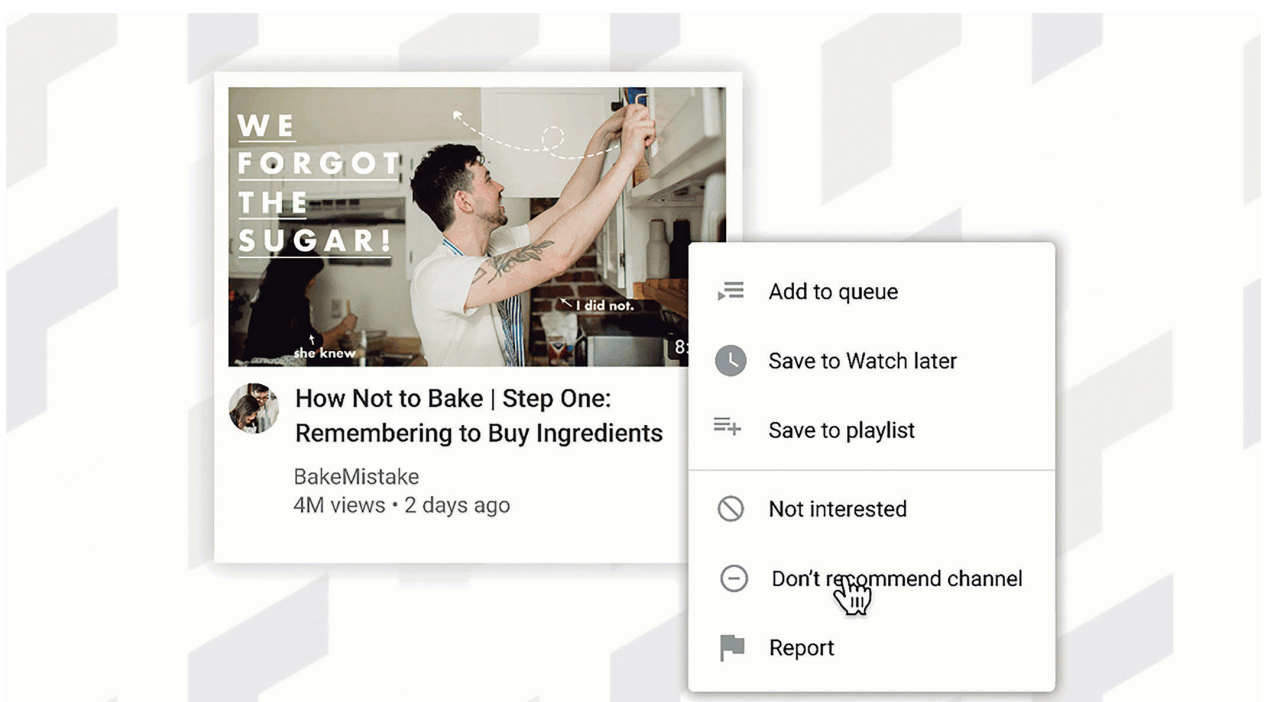 WE
FORGOT
THE
SUGAR!
I did not.
she knew
How Not to Bake | Step One:
Remembering to Buy Ingredients
BakeMistake
4M views • 2 days ago
Add to queue
Save to Watch later
Save to playlist
Not interested
Don't recommend channel
Report